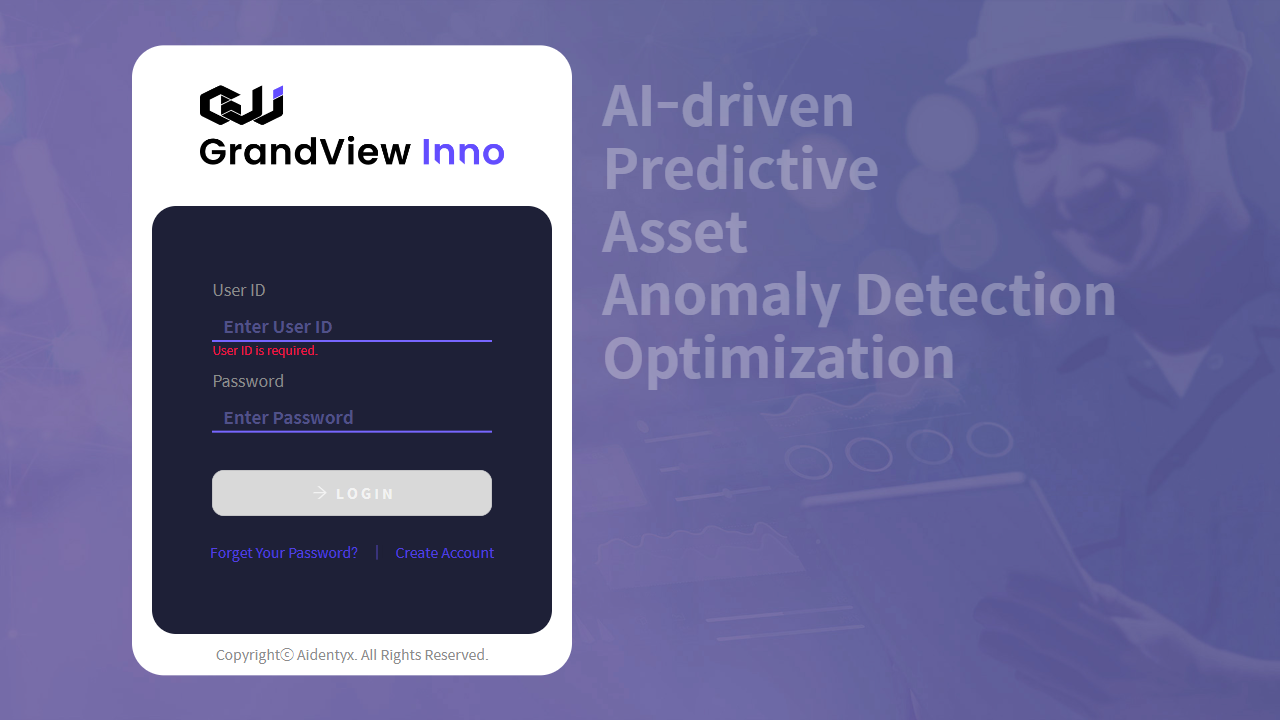 GrandView Inno
User ID
Enter User ID
User ID is required.
Password
Enter Password
LOGIN
Forget Your Password? | Create Account
Copyrightⓒ Aidentyx. All Rights Reserved.
AI-driven
Predictive
Asset
Anomaly Detection
Optimization